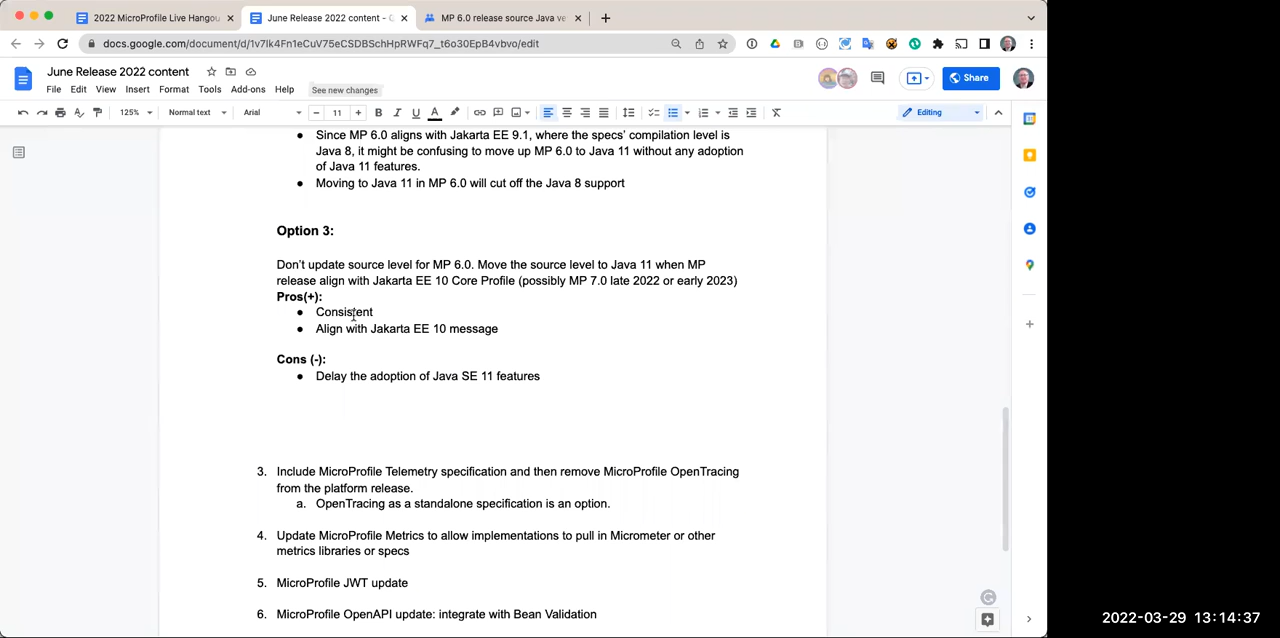 2022 MicroProfile Live Hangou
June Release 2022 content - G
MP 6.0 release source Java ve
docs.google.com/document/d/1v7Ik4Fn1eCuV75eCSDBSchHpRWFq7_t6o30EpB4vbvo/edit
June Release 2022 content
File Edit View Insert Format Tools Add-ons Help See new changes
Share
125% Normal text Arial 11 Editing
Since MP 6.0 aligns with Jakarta EE 9.1, where the specs' compilation level is
Java 8, it might be confusing to move up MP 6.0 to Java 11 without any adoption
of Java 11 features.
Moving to Java 11 in MP 6.0 will cut off the Java 8 support
Option 3:
Don't update source level for MP 6.0. Move the source level to Java 11 when MP
release align with Jakarta EE 10 Core Profile (possibly MP 7.0 late 2022 or early 2023)
Pros(+):
Consistent
Align with Jakarta EE 10 message
Cons (-):
Delay the adoption of Java SE 11 features
3. Include MicroProfile Telemetry specification and then remove MicroProfile OpenTracing
from the platform release.
a. OpenTracing as a standalone specification is an option.
4. Update MicroProfile Metrics to allow implementations to pull in Micrometer or other
metrics libraries or specs
5. MicroProfile JWT update
6. MicroProfile OpenAPI update: integrate with Bean Validation
2022-03-29 13:14:37